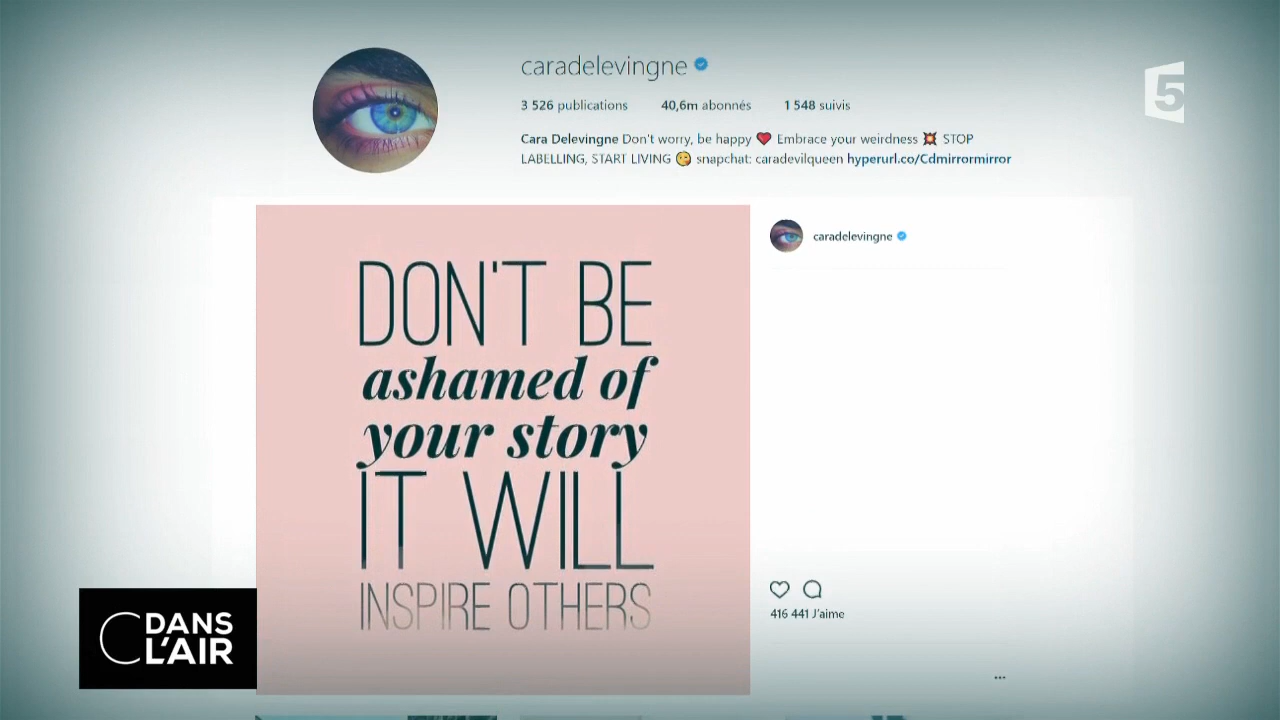 caradelevingne
3 526 publications 40,6m abonnés 1 548 suivis
Cara Delevingne Don't worry, be happy ❤️ Embrace your weirdness 💥 STOP
LABELLING, START LIVING 😋 snapchat: caradevilqueen hyperurl.co/Cdmirrormirror
5
caradelevingne
DON'T BE
ashamed of
your story
IT WILL
INSPIRE OTHERS
416 441 J'aime
C DANS
L'AIR